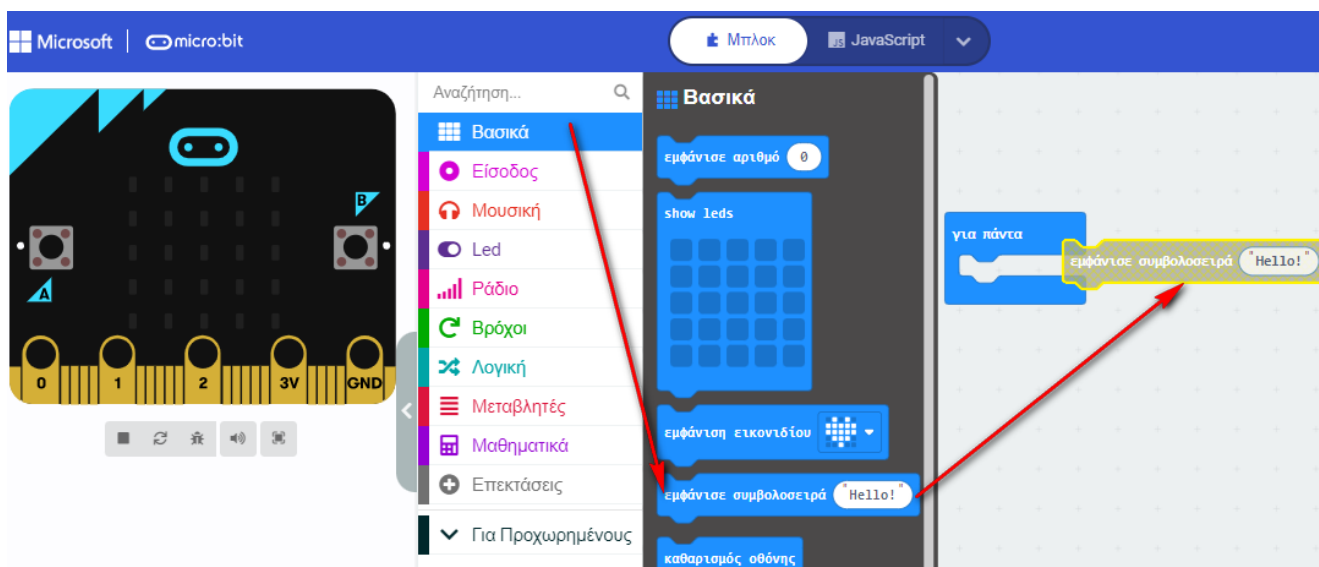 Microsoft micro:bit
Μπλοκ
JS JavaScript
B
A
0 1 2 3V GND
Αναζήτηση...
Βασικά
Είσοδος
Μουσική
Led
Ράδιο
Βρόχοι
Λογική
Μεταβλητές
Μαθηματικά
Επεκτάσεις
Για Προχωρημένους
Βασικά
εμφάνισε αριθμό 0
show leds
εμφάνιση εικονιδίου
εμφάνισε συμβολοσειρά "Hello!"
καθαρισμός οθόνης
για πάντα
εμφάνισε συμβολοσειρά "Hello!"